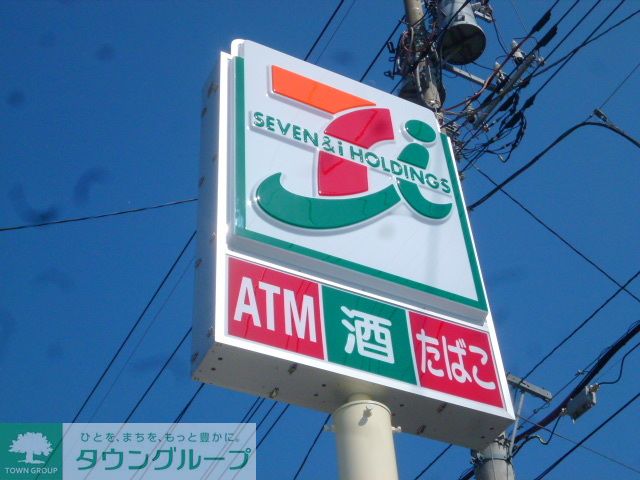 SEVEN & i HOLDINGS
ATM 酒 たばこ
ひとを、まちを、もっと豊かに。
タウングループ
TOWN GROUP